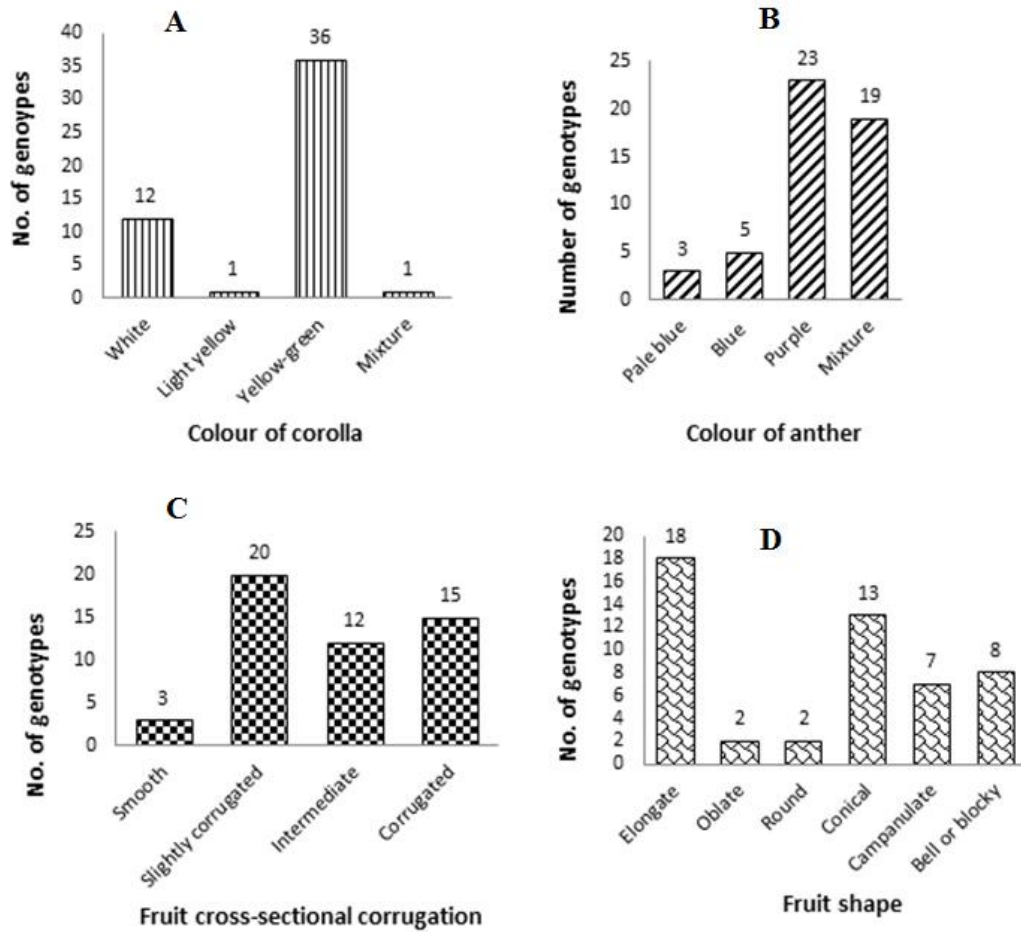 A
No. of genoypes
40
35
30
25
20
15
10
5
0
12
1
36
1
White
Light yellow
Yellow-green
Mixture
Colour of corolla
B
Number of genotypes
25
20
15
10
5
0
3
5
23
19
Pale blue
Blue
Purple
Mixture
Colour of anther
C
No. of genotypes
25
20
15
10
5
0
3
20
12
15
Smooth
Slightly corrugated
Intermediate
Corrugated
Fruit cross-sectional corrugation
D
No. of genotypes
20
18
16
14
12
10
8
6
4
2
0
18
2
2
13
7
8
Elongate
Oblate
Round
Conical
Campanulate
Bell or blocky
Fruit shape